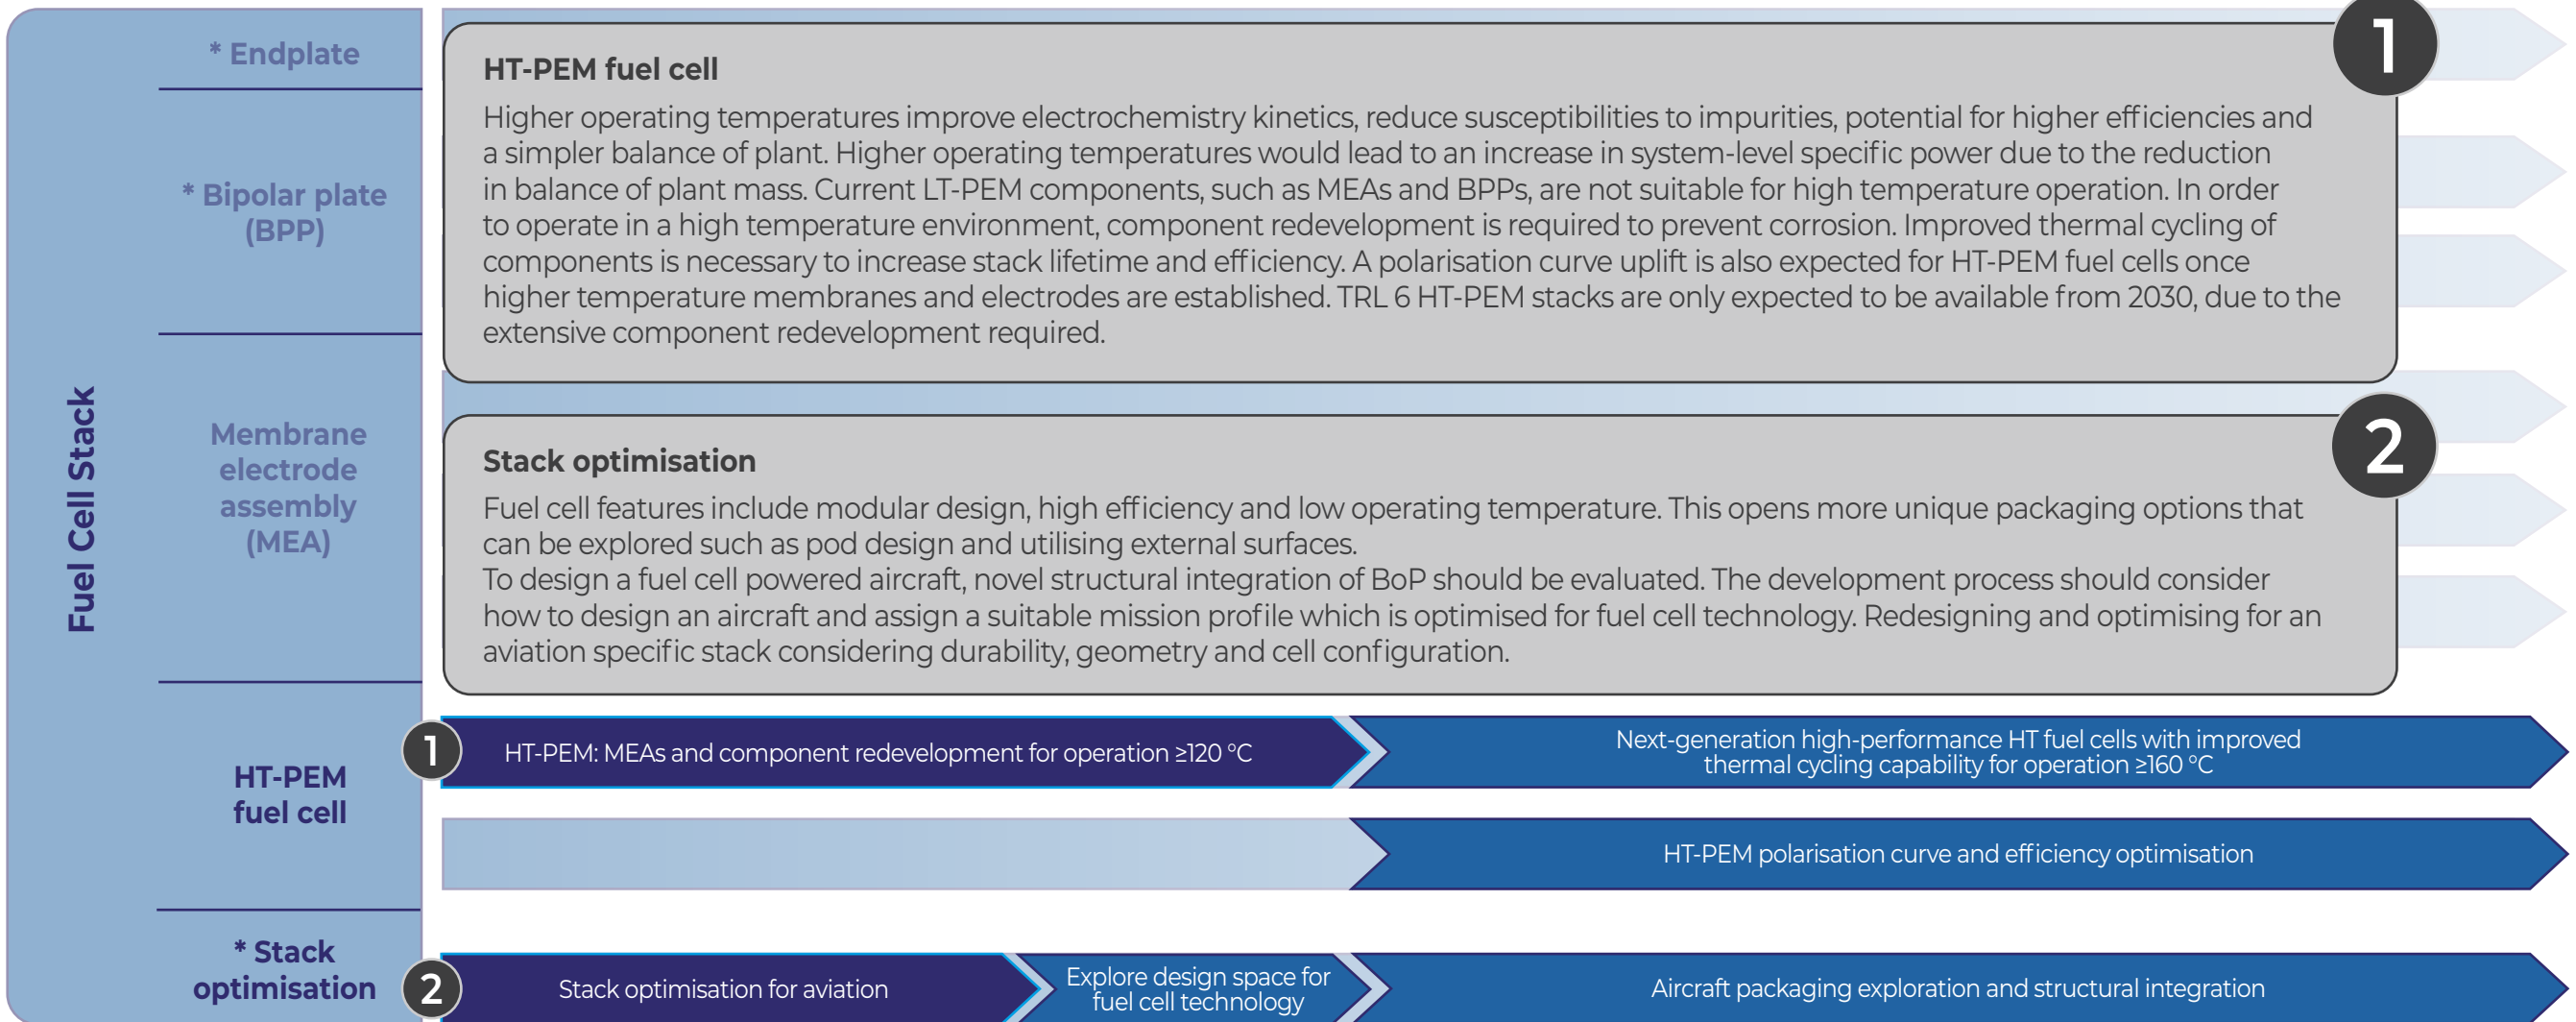 Fuel Cell Stack
* Endplate
* Bipolar plate
(BPP)
Membrane
electrode
assembly
(MEA)
HT-PEM
fuel cell
* Stack
optimisation
1
HT-PEM fuel cell
Higher operating temperatures improve electrochemistry kinetics, reduce susceptibilities to impurities, potential for higher efficiencies and
a simpler balance of plant. Higher operating temperatures would lead to an increase in system-level specific power due to the reduction
in balance of plant mass. Current LT-PEM components, such as MEAs and BPPs, are not suitable for high temperature operation. In order
to operate in a high temperature environment, component redevelopment is required to prevent corrosion. Improved thermal cycling of
components is necessary to increase stack lifetime and efficiency. A polarisation curve uplift is also expected for HT-PEM fuel cells once
higher temperature membranes and electrodes are established. TRL 6 HT-PEM stacks are only expected to be available from 2030, due to the
extensive component redevelopment required.
2
Stack optimisation
Fuel cell features include modular design, high efficiency and low operating temperature. This opens more unique packaging options that
can be explored such as pod design and utilising external surfaces.
To design a fuel cell powered aircraft, novel structural integration of BoP should be evaluated. The development process should consider
how to design an aircraft and assign a suitable mission profile which is optimised for fuel cell technology. Redesigning and optimising for an
aviation specific stack considering durability, geometry and cell configuration.
1
HT-PEM: MEAs and component redevelopment for operation ≥120 °C
Next-generation high-performance HT fuel cells with improved
thermal cycling capability for operation ≥160 °C
HT-PEM polarisation curve and efficiency optimisation
2
Stack optimisation for aviation
Explore design space for
fuel cell technology
Aircraft packaging exploration and structural integration